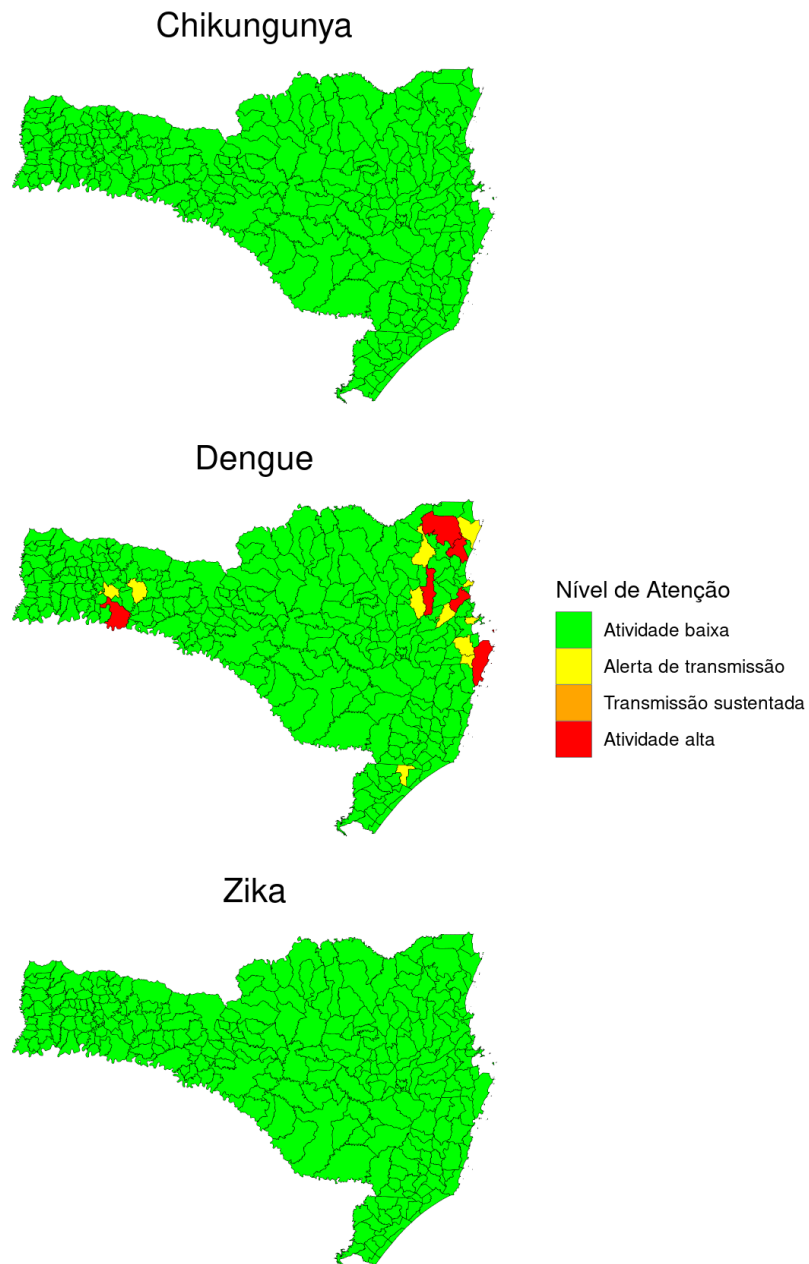 Chikungunya
Dengue
Nível de Atenção
Atividade baixa
Alerta de transmissão
Transmissão sustentada
Atividade alta
Zika